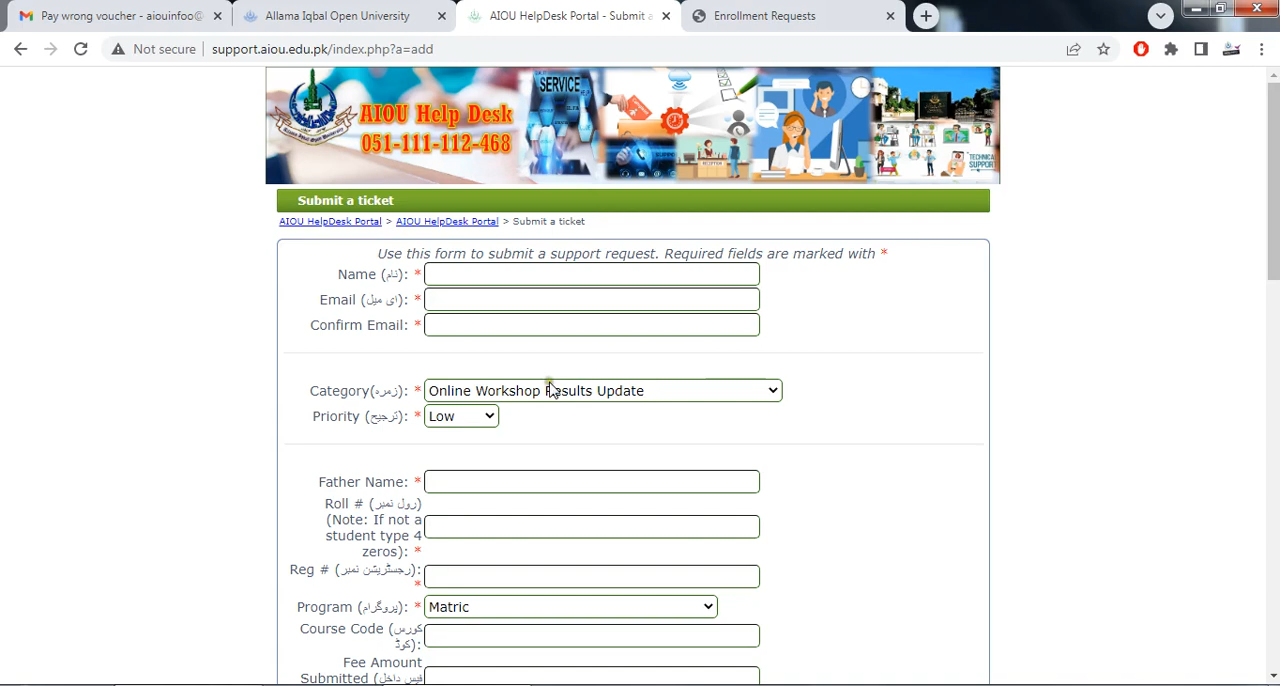 Pay wrong voucher - aiouinfoo@
Allama Iqbal Open University
AIOU HelpDesk Portal - Submit a
Enrollment Requests
Not secure
support.aiou.edu.pk/index.php?a=add
AIOU Help Desk
051-111-112-468
SERVICE
TECHNICAL
SUPPORT
Submit a ticket
AIOU HelpDesk Portal > AIOU HelpDesk Portal > Submit a ticket
Use this form to submit a support request. Required fields are marked with *
Name (نام): *
Email (ای میل): *
Confirm Email: *
Category(زمرہ): * Online Workshop Results Update
Priority (ترجیح): * Low
Father Name: *
Roll # (رول نمبر)
(Note: If not a
student type 4
zeros): *
Reg # (رجسٹریشن نمبر):
*
Program (پروگرام): * Matric
Course Code (کورس
کوڈ):
Fee Amount
Submitted (فیس داخل